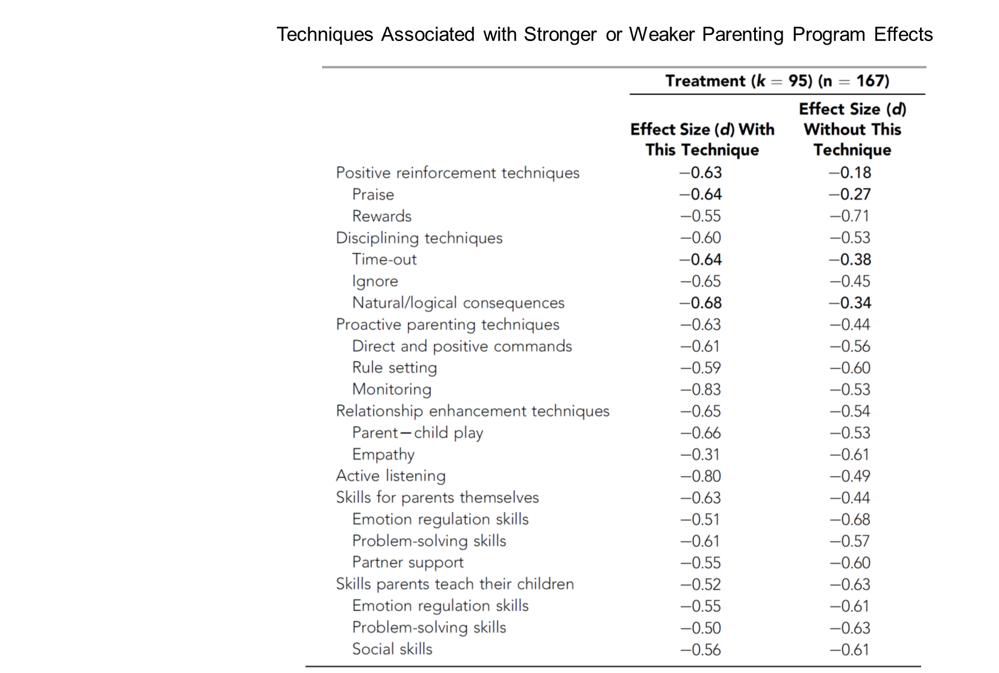 Techniques Associated with Stronger or Weaker Parenting Program Effects
Treatment (k = 95) (n = 167)
Effect Size (d) With This Technique
Effect Size (d) Without This Technique
Positive reinforcement techniques −0.63 −0.18
Praise −0.64 −0.27
Rewards −0.55 −0.71
Disciplining techniques −0.60 −0.53
Time-out −0.64 −0.38
Ignore −0.65 −0.45
Natural/logical consequences −0.68 −0.34
Proactive parenting techniques −0.63 −0.44
Direct and positive commands −0.61 −0.56
Rule setting −0.59 −0.60
Monitoring −0.83 −0.53
Relationship enhancement techniques −0.65 −0.54
Parent—child play −0.66 −0.53
Empathy −0.31 −0.61
Active listening −0.80 −0.49
Skills for parents themselves −0.63 −0.44
Emotion regulation skills −0.51 −0.68
Problem-solving skills −0.61 −0.57
Partner support −0.55 −0.60
Skills parents teach their children −0.52 −0.63
Emotion regulation skills −0.55 −0.61
Problem-solving skills −0.50 −0.63
Social skills −0.56 −0.61